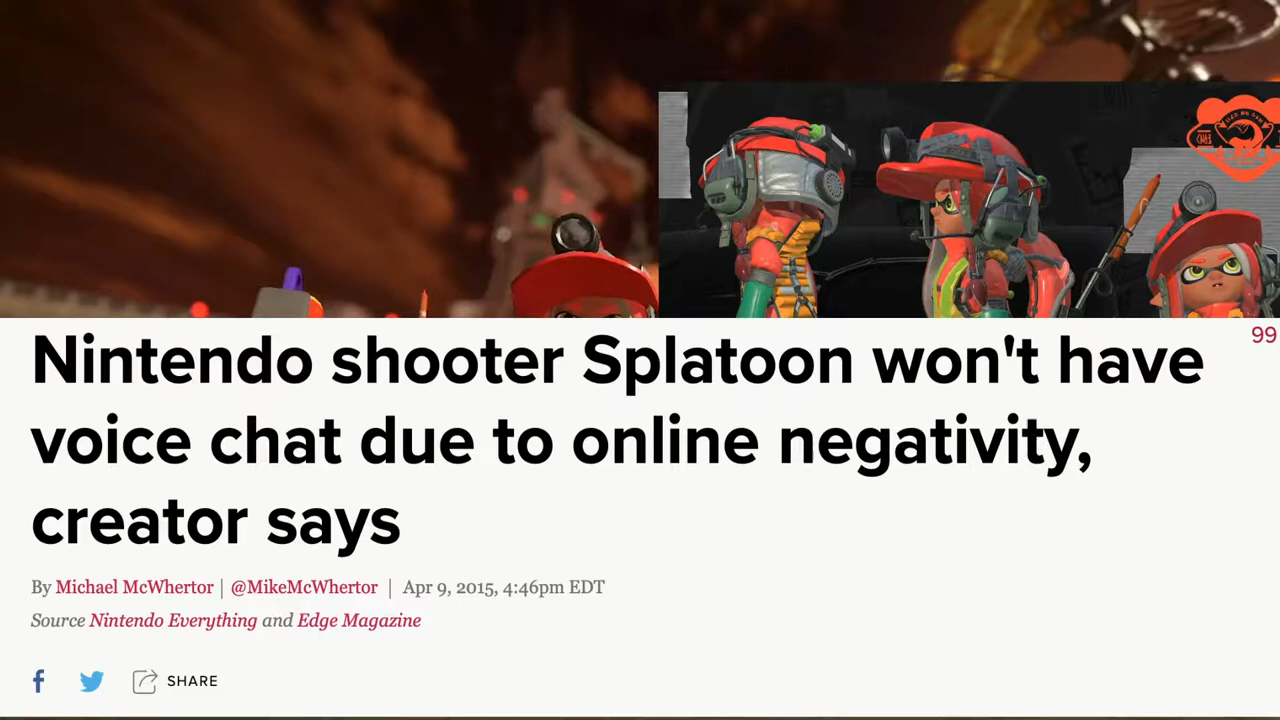 99
Nintendo shooter Splatoon won't have
voice chat due to online negativity,
creator says
By Michael McWhertor | @MikeMcWhertor | Apr 9, 2015, 4:46pm EDT
Source Nintendo Everything and Edge Magazine
SHARE